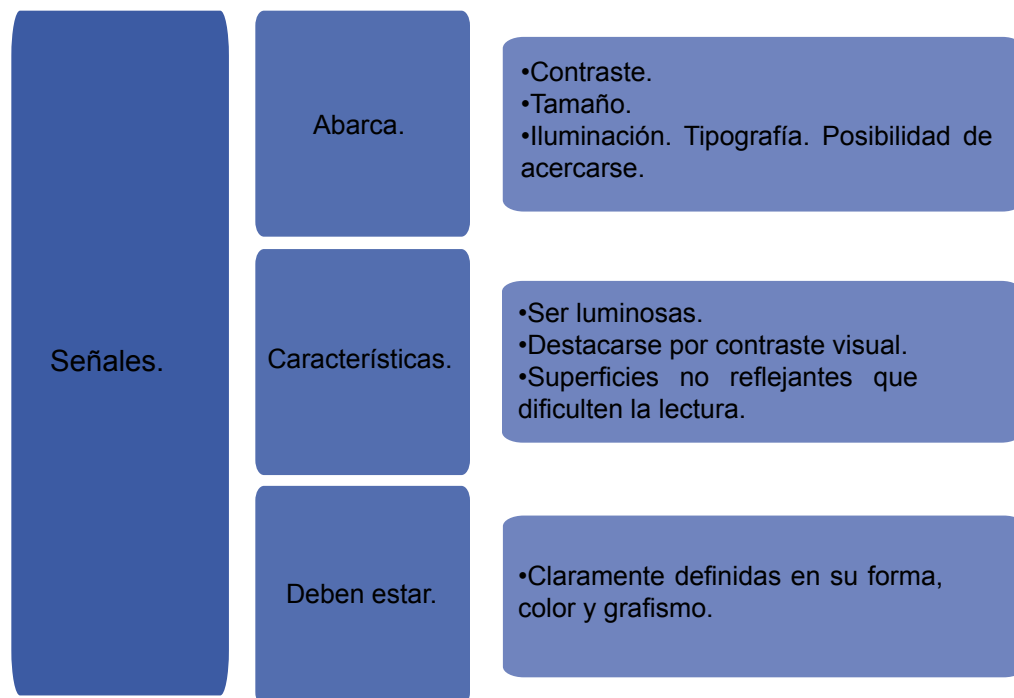 Señales.
Abarca.
•Contraste.
•Tamaño.
•Iluminación. Tipografía. Posibilidad de
acercarse.
Características.
•Ser luminosas.
•Destacarse por contraste visual.
•Superficies no reflejantes que
dificulten la lectura.
Deben estar.
•Claramente definidas en su forma,
color y grafismo.